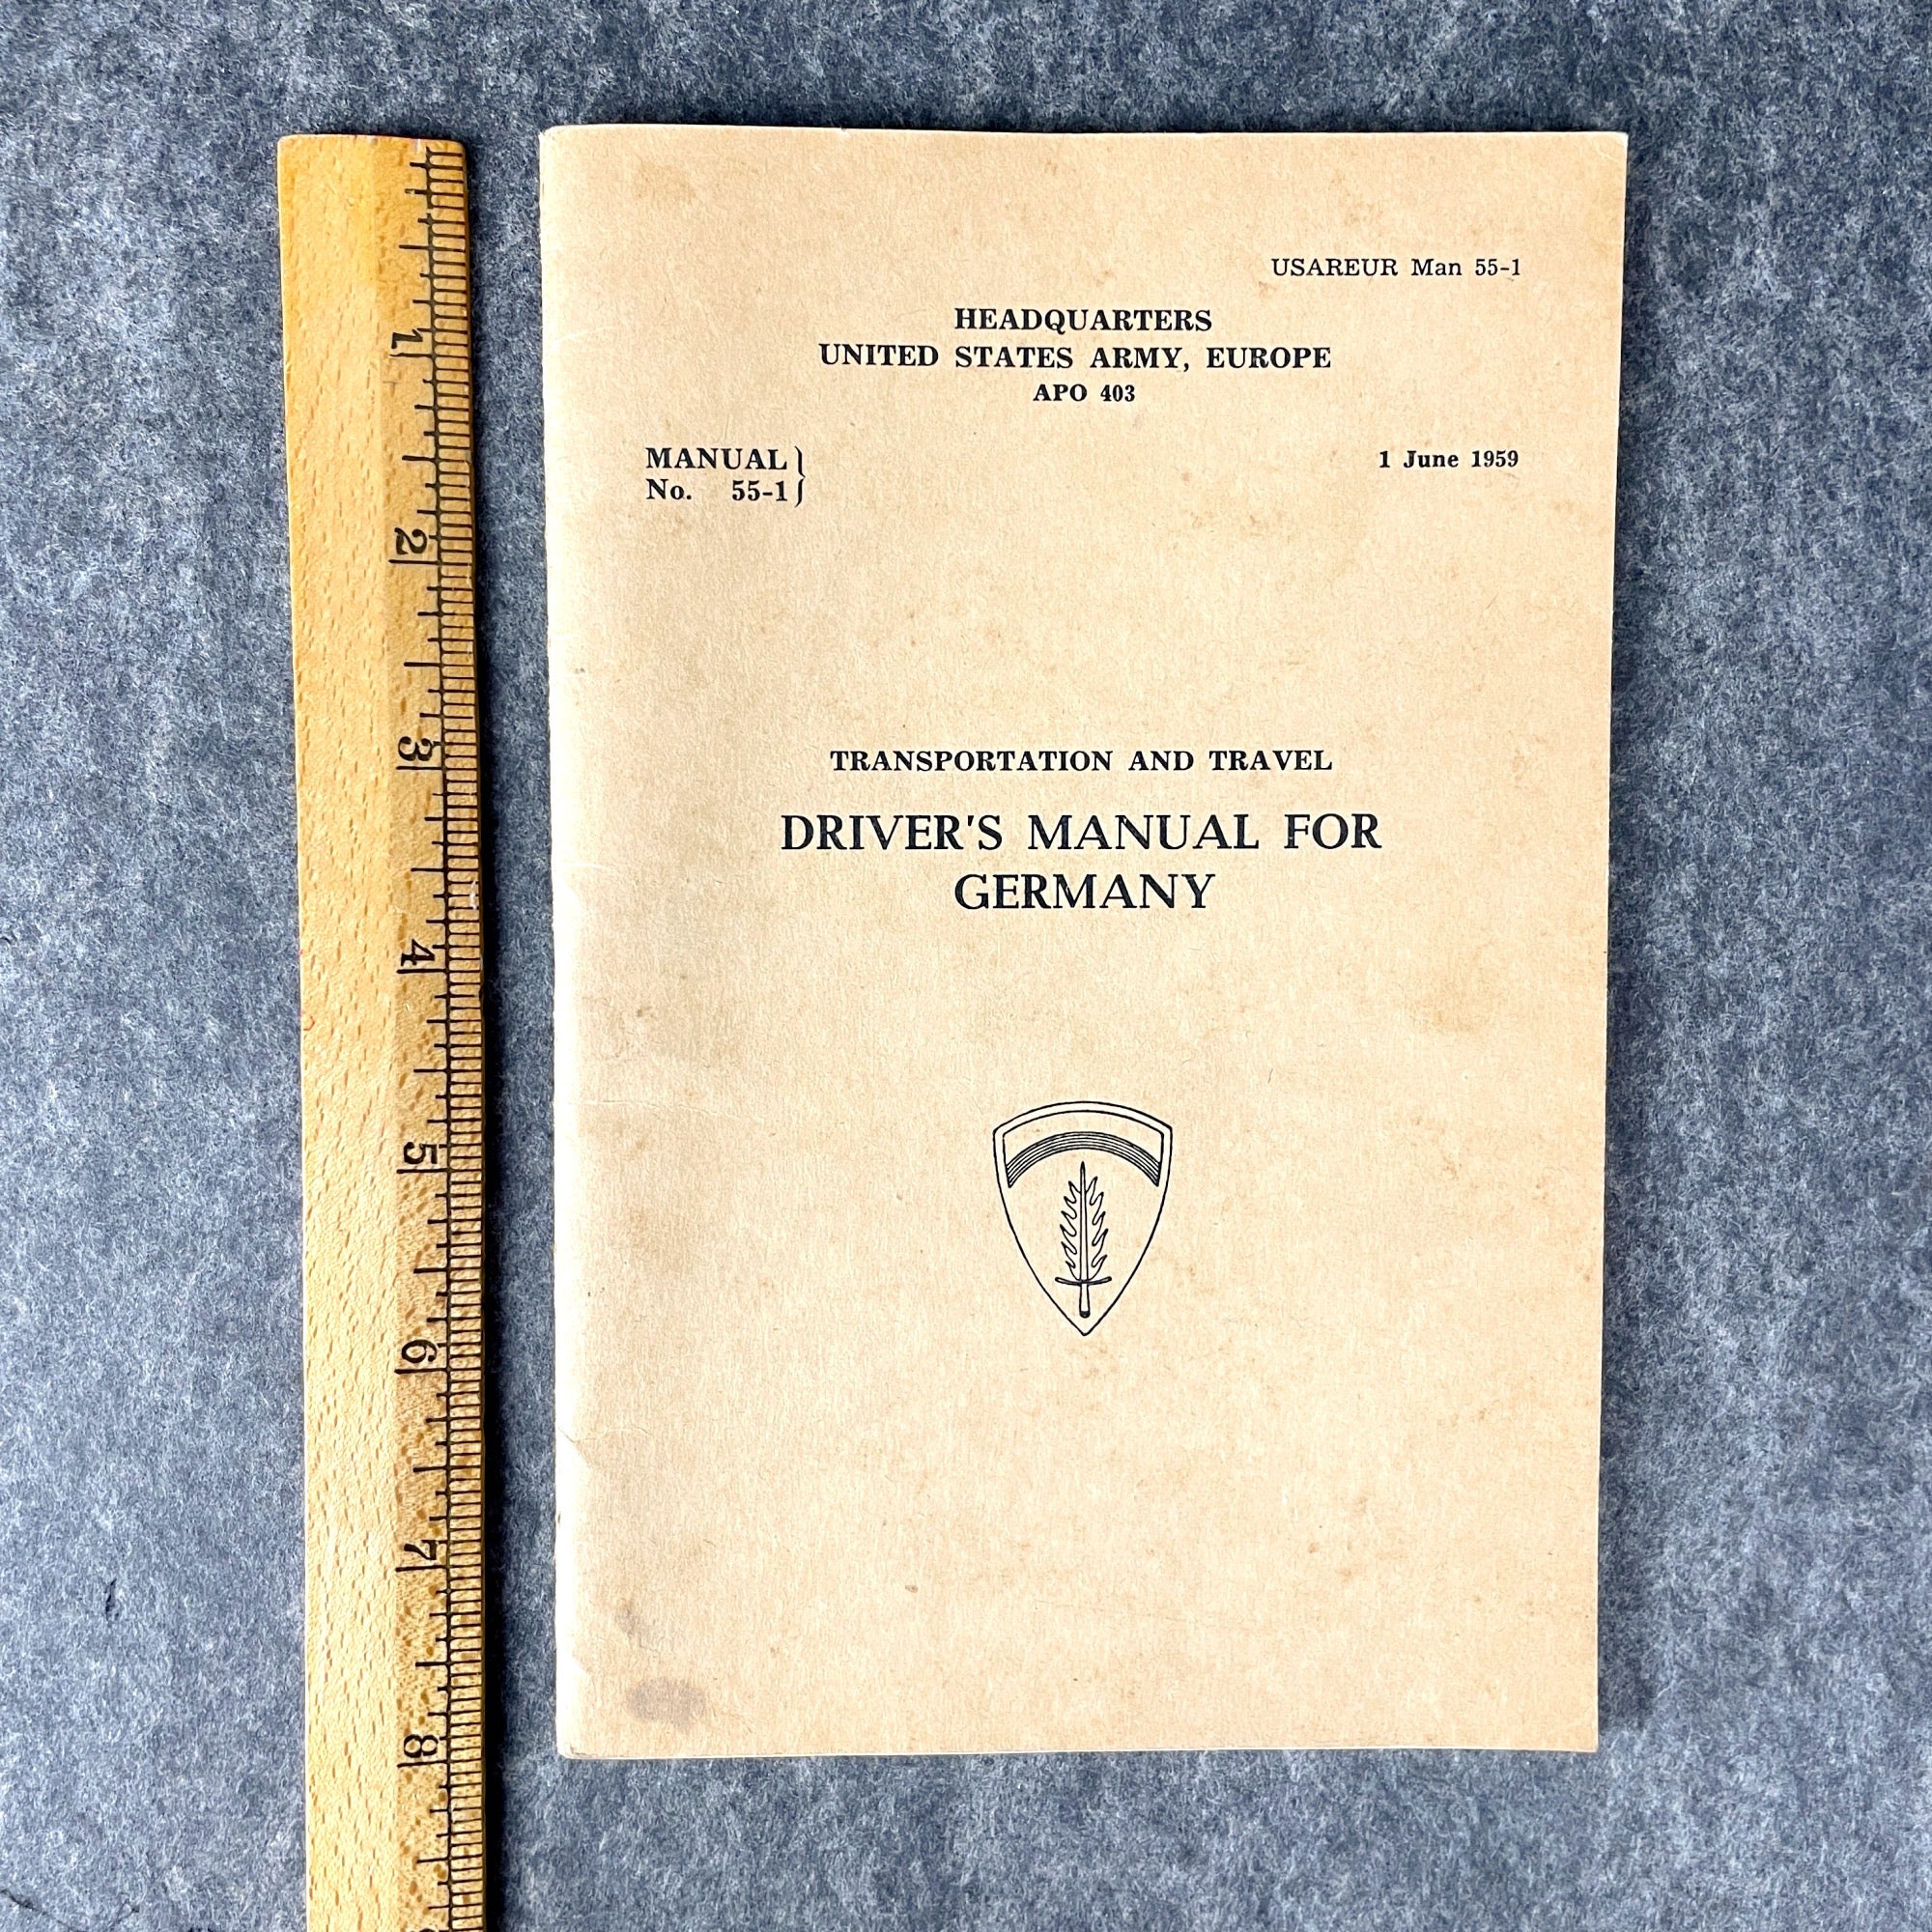 USAREUR Man 55-1
HEADQUARTERS
UNITED STATES ARMY, EUROPE
APO 403
MANUAL
No. 55-1
1 June 1959
TRANSPORTATION AND TRAVEL
DRIVER'S MANUAL FOR
GERMANY
1
2
3
4
5
6
7
8